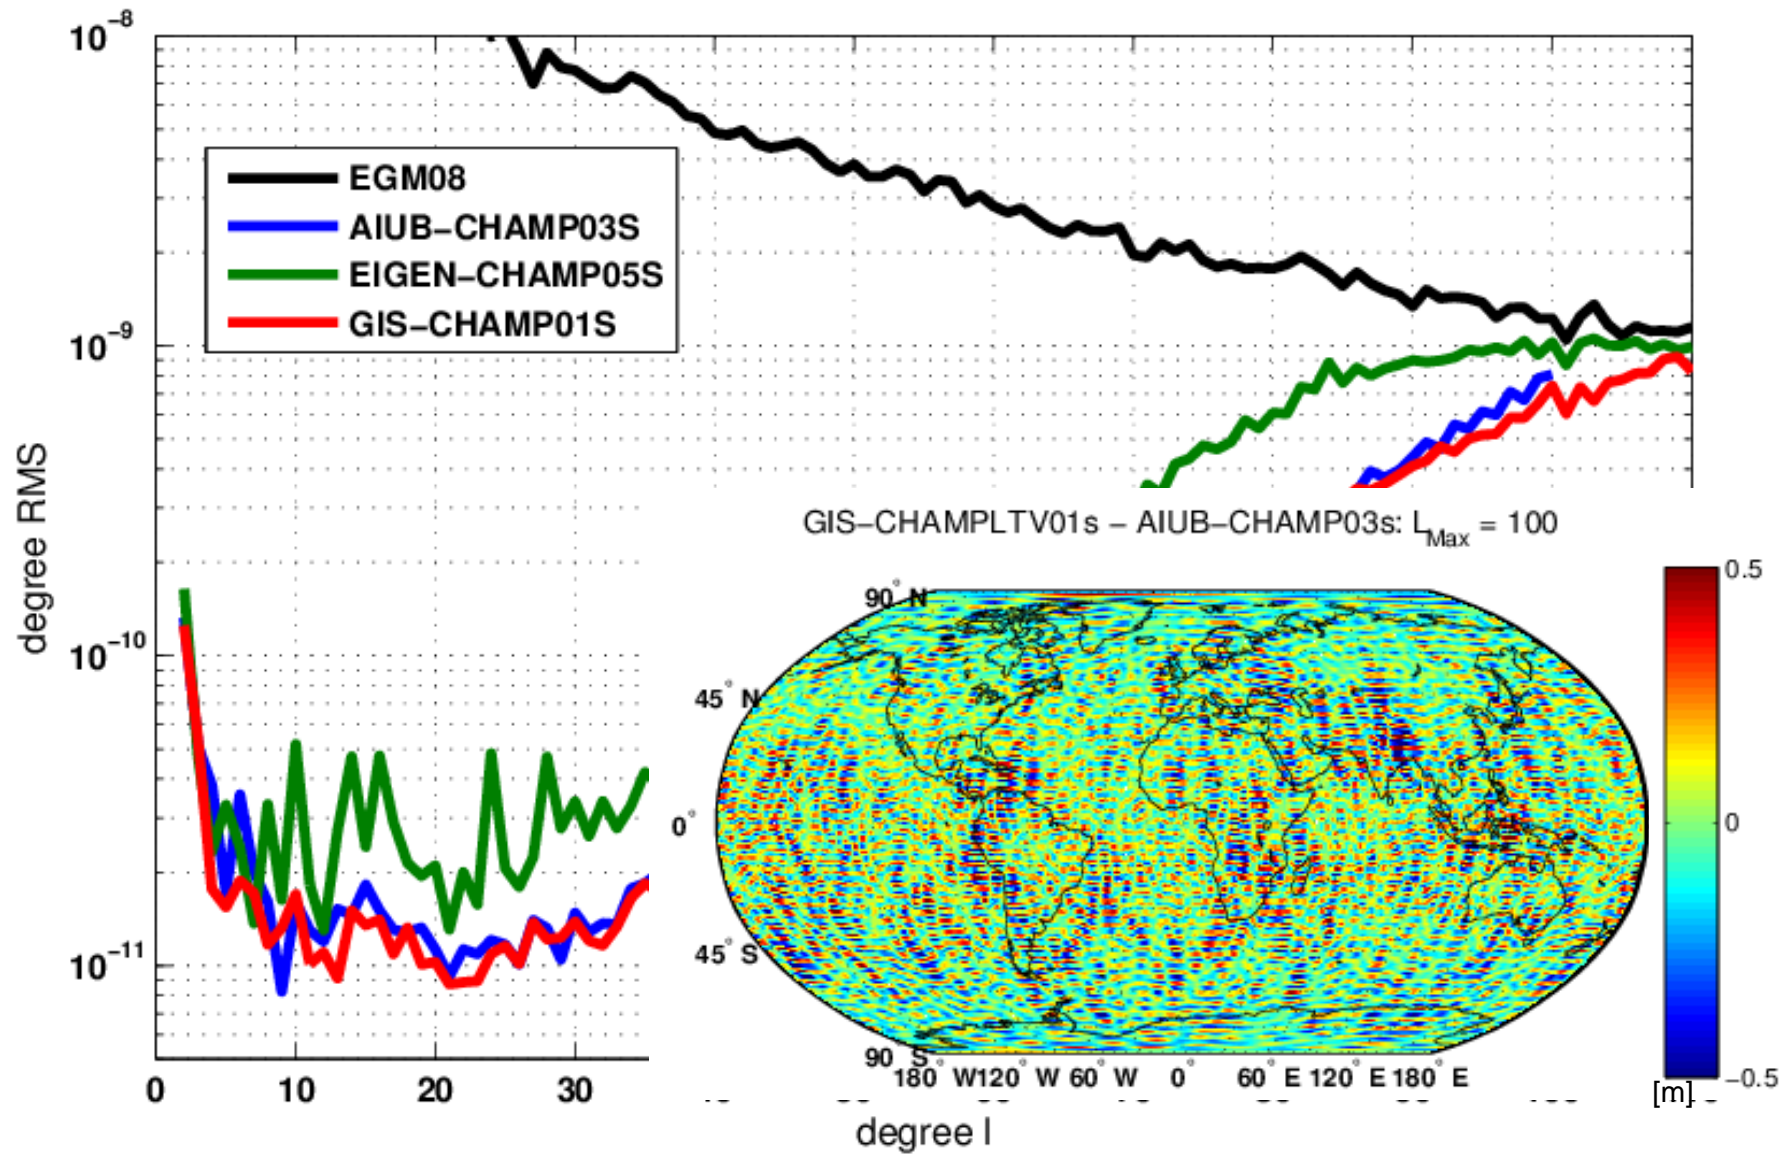 10−8
EGM08
AIUB−CHAMP03S
EIGEN−CHAMP05S
GIS−CHAMP01S
10−9
degree RMS
10−10
10−11
0 10 20 30
degree l
GIS−CHAMPLTV01s − AIUB−CHAMP03s: LMax = 100
90° N
45° N
0°
45° S
90° S
180° W 120° W 60° W 0° 60° E 120° E 180° E
0.5
0
−0.5
[m]